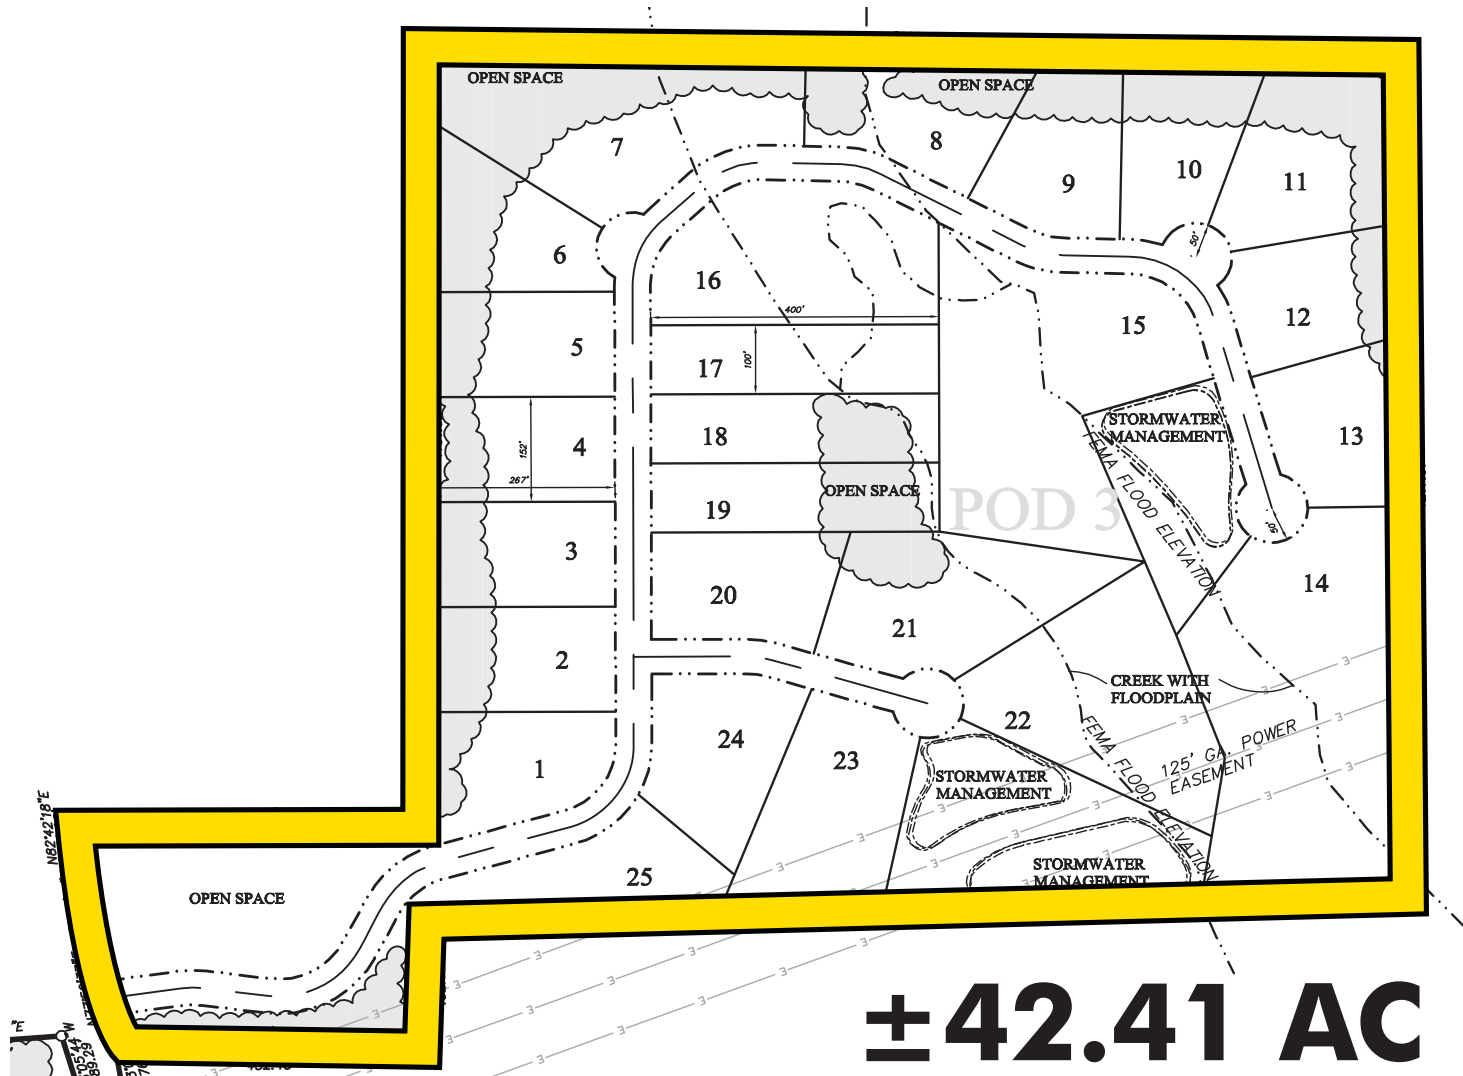 OPEN SPACE
OPEN SPACE
7
8
9
10
11
6
50'
16
400'
15
12
5
17
100'
STORMWATER
MANAGEMENT
4
152'
267'
18
13
FEMA FLOOD ELEVATION
OPEN SPACE
19
POD 3
50'
3
14
20
21
2
CREEK WITH
FLOODPLAIN
22
24
23
1
125' GA. POWER
EASEMENT
FEMA FLOOD ELEVATION
STORMWATER
MANAGEMENT
N82°42'18"E
STORMWATER
MANAGEMENT
25
OPEN SPACE
±42.41 AC